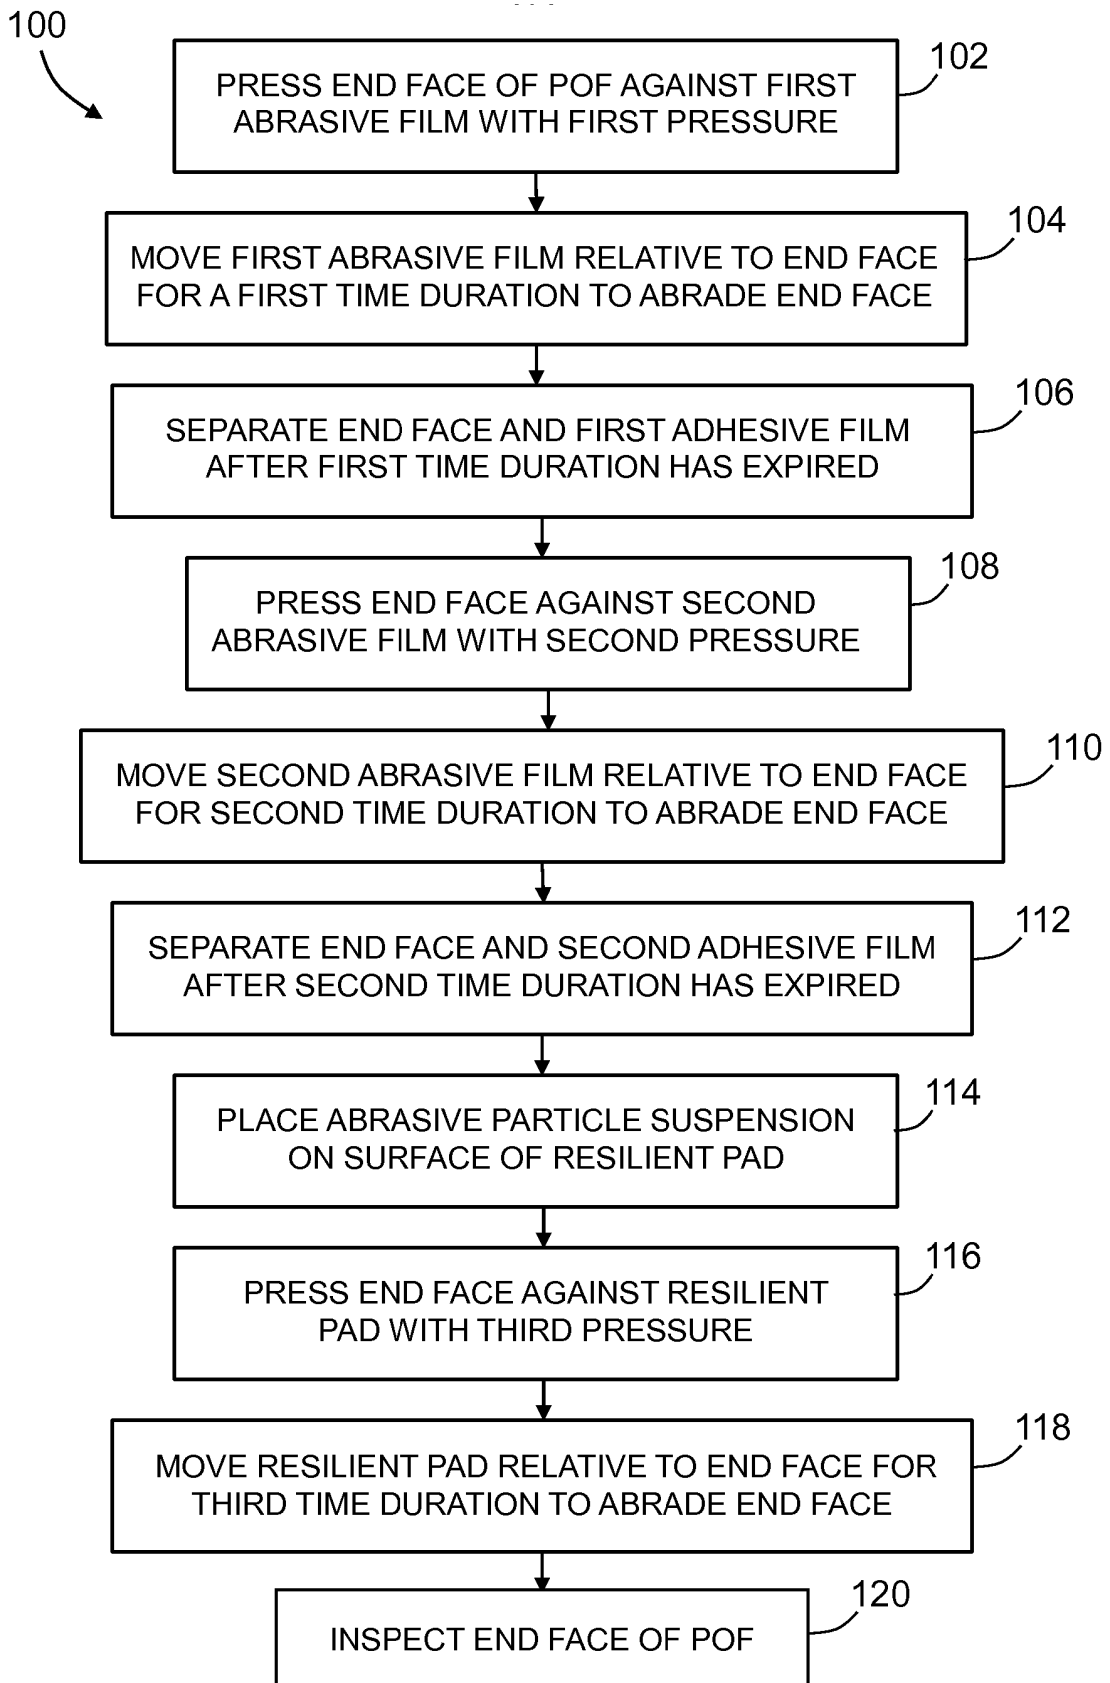 100
102
PRESS END FACE OF POF AGAINST FIRST
ABRASIVE FILM WITH FIRST PRESSURE
104
MOVE FIRST ABRASIVE FILM RELATIVE TO END FACE
FOR A FIRST TIME DURATION TO ABRADE END FACE
106
SEPARATE END FACE AND FIRST ADHESIVE FILM
AFTER FIRST TIME DURATION HAS EXPIRED
108
PRESS END FACE AGAINST SECOND
ABRASIVE FILM WITH SECOND PRESSURE
110
MOVE SECOND ABRASIVE FILM RELATIVE TO END FACE
FOR SECOND TIME DURATION TO ABRADE END FACE
112
SEPARATE END FACE AND SECOND ADHESIVE FILM
AFTER SECOND TIME DURATION HAS EXPIRED
114
PLACE ABRASIVE PARTICLE SUSPENSION
ON SURFACE OF RESILIENT PAD
116
PRESS END FACE AGAINST RESILIENT
PAD WITH THIRD PRESSURE
118
MOVE RESILIENT PAD RELATIVE TO END FACE FOR
THIRD TIME DURATION TO ABRADE END FACE
120
INSPECT END FACE OF POF